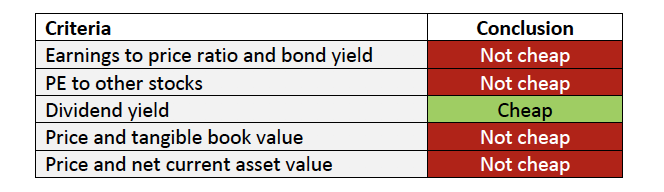 Criteria Conclusion
Earnings to price ratio and bond yield Not cheap
PE to other stocks Not cheap
Dividend yield Cheap
Price and tangible book value Not cheap
Price and net current asset value Not cheap